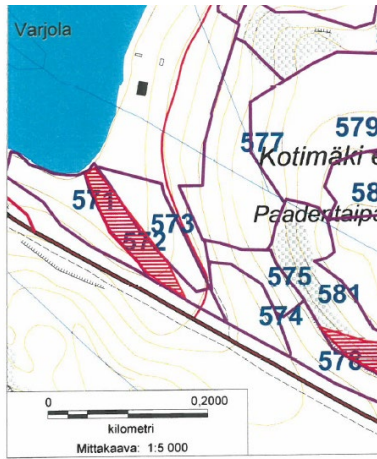 Varjola
579
577
Kotimäki e
58
571
573
Paadentaipa
572
575
581
574
578
0 0,2000
kilometri
Mittakaava: 1:5 000